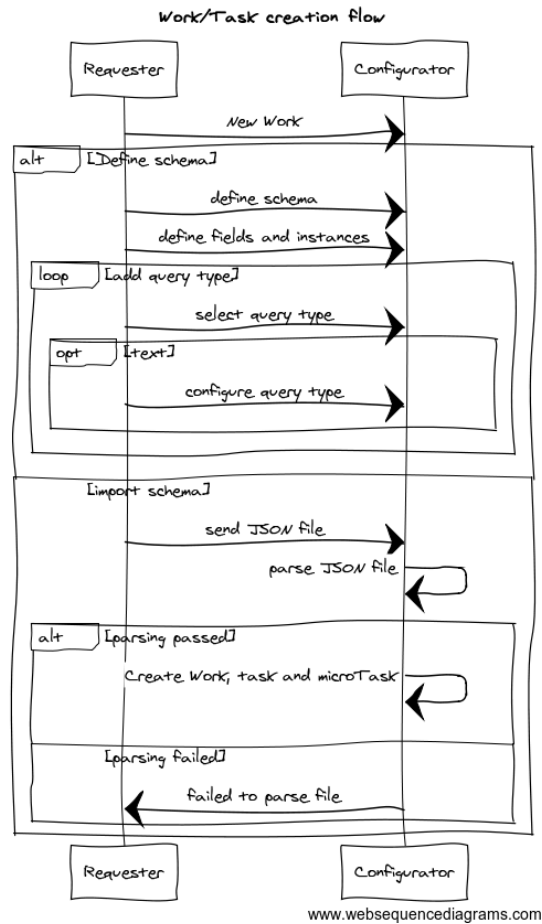 Work/Task creation flow
Requester Configurator
New Work
alt [Define schema]
define schema
define fields and instances
loop [add query type]
select query type
opt [text]
configure query type
[import schema]
send JSON file
parse JSON file
alt [parsing passed]
Create Work, task and microTask
[parsing failed]
failed to parse file
Requester Configurator
www.websequencediagrams.com